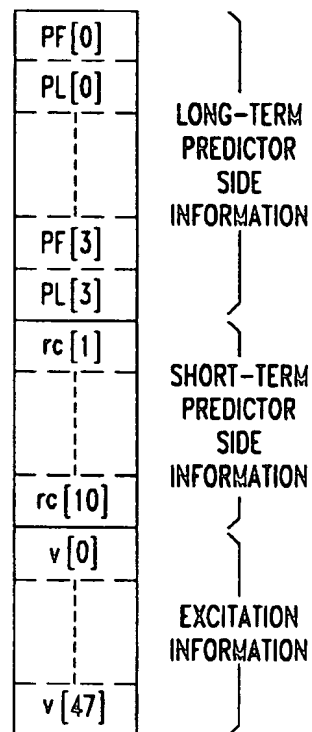 PF[0]
PL[0]
LONG-TERM
PREDICTOR
SIDE
INFORMATION
PF[3]
PL[3]
rc[1]
SHORT-TERM
PREDICTOR
SIDE
INFORMATION
rc[10]
v[0]
EXCITATION
INFORMATION
v[47]